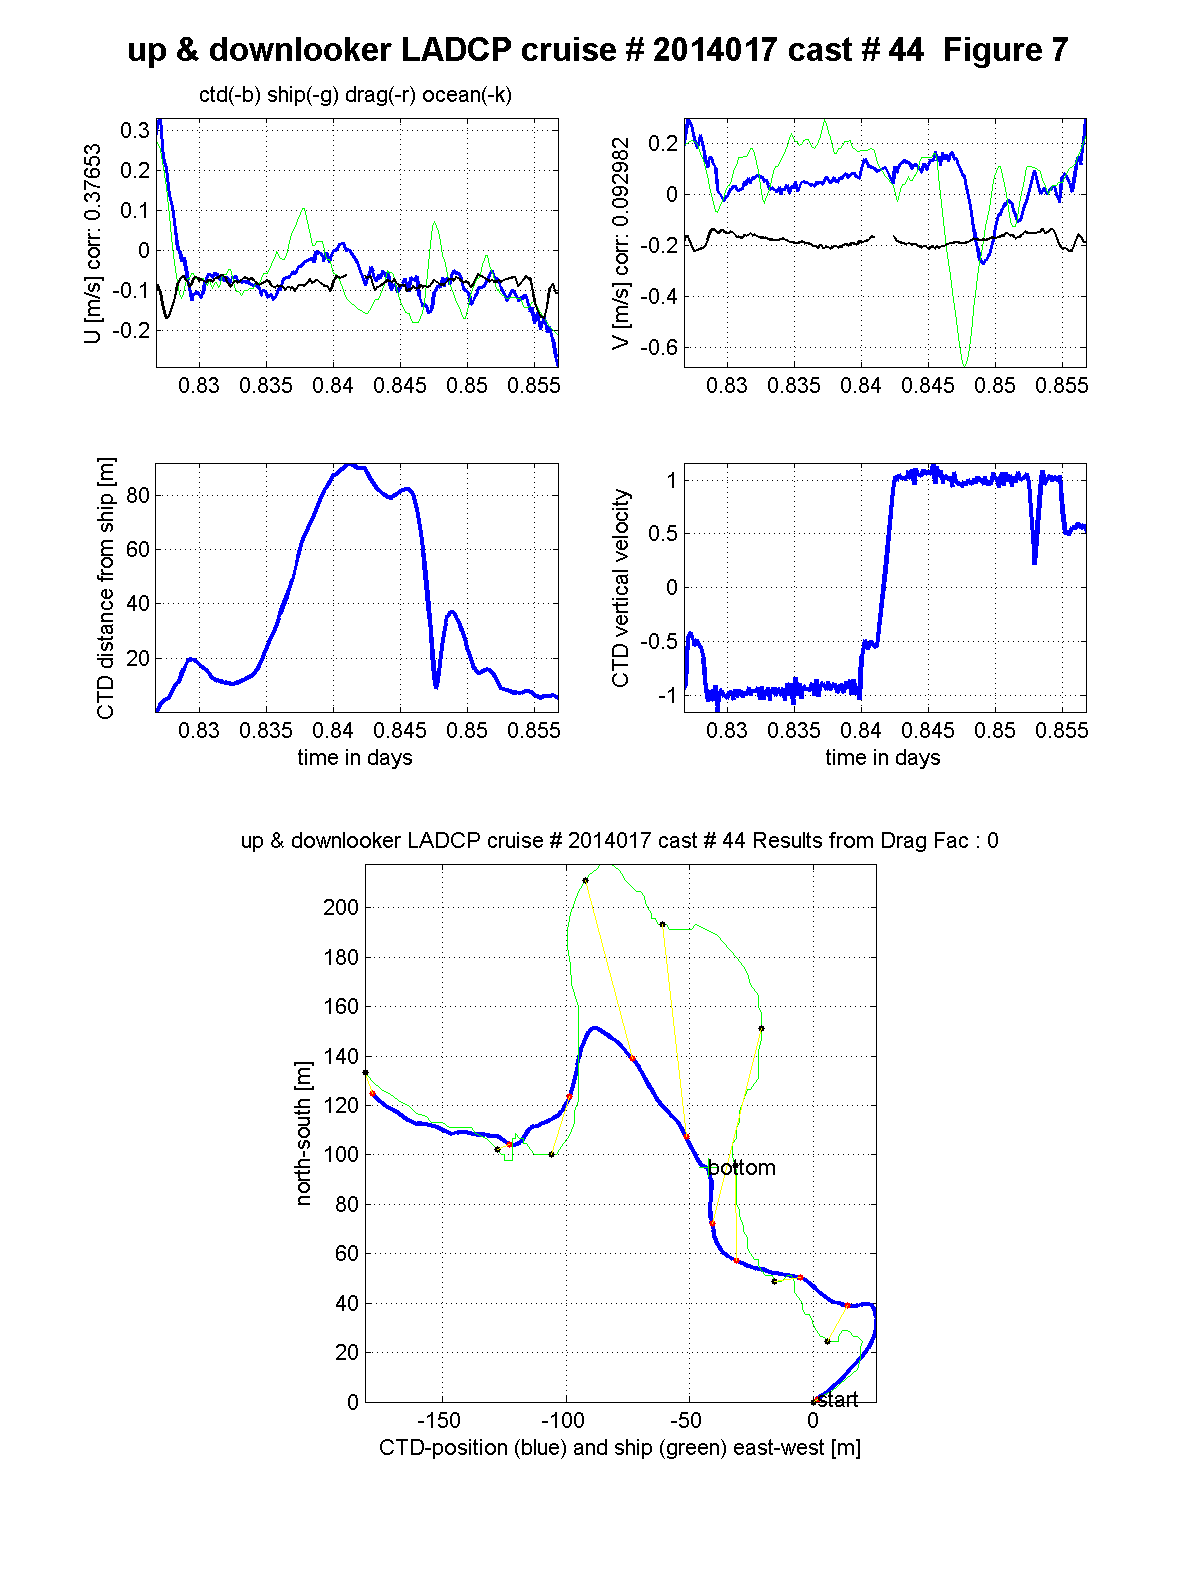 up & downlooker LADCP cruise # 2014017 cast # 44  Figure 7
ctd(-b) ship(-g) drag(-r) ocean(-k)
U [m/s] corr: 0.37653
0.3
0.2
0.1
0
-0.1
-0.2
0.83 0.835 0.84 0.845 0.85 0.855
V [m/s] corr: 0.092982
0.2
0
-0.2
-0.4
-0.6
0.83 0.835 0.84 0.845 0.85 0.855
CTD distance from ship [m]
80
60
40
20
0.83 0.835 0.84 0.845 0.85 0.855
time in days
CTD vertical velocity
1
0.5
0
-0.5
-1
0.83 0.835 0.84 0.845 0.85 0.855
time in days
up & downlooker LADCP cruise # 2014017 cast # 44 Results from Drag Fac : 0
north-south [m]
200
180
160
140
120
100
80
60
40
20
0
bottom
start
-150 -100 -50 0
CTD-position (blue) and ship (green) east-west [m]